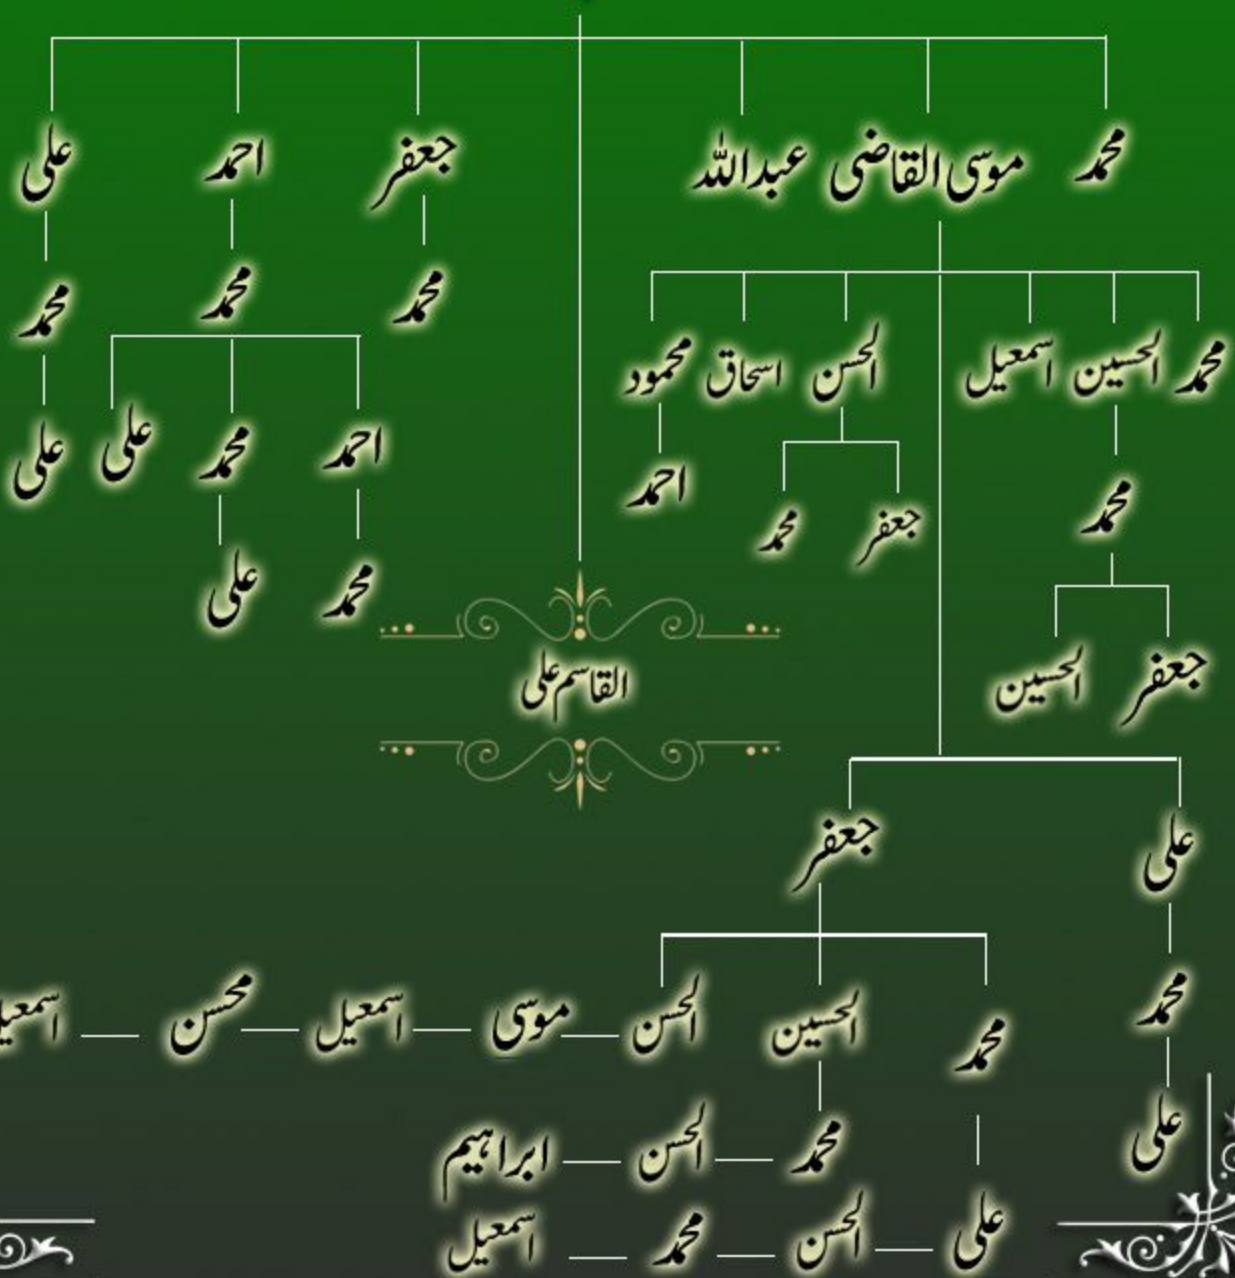 محمد موسی القاضی عبداللہ جعفر احمد علی
محمد محمد محمد
محمد الحسین اسمعیل الحسن اسحاق محمود
احمد محمد علی علی
محمد جعفر محمد احمد
محمد علی
جعفر الحسین القاسم علی
علی جعفر
محمد محمد الحسین الحسن موسی اسمعیل محسن
علی محمد الحسن ابراہیم
علی الحسن محمد اسمعیل